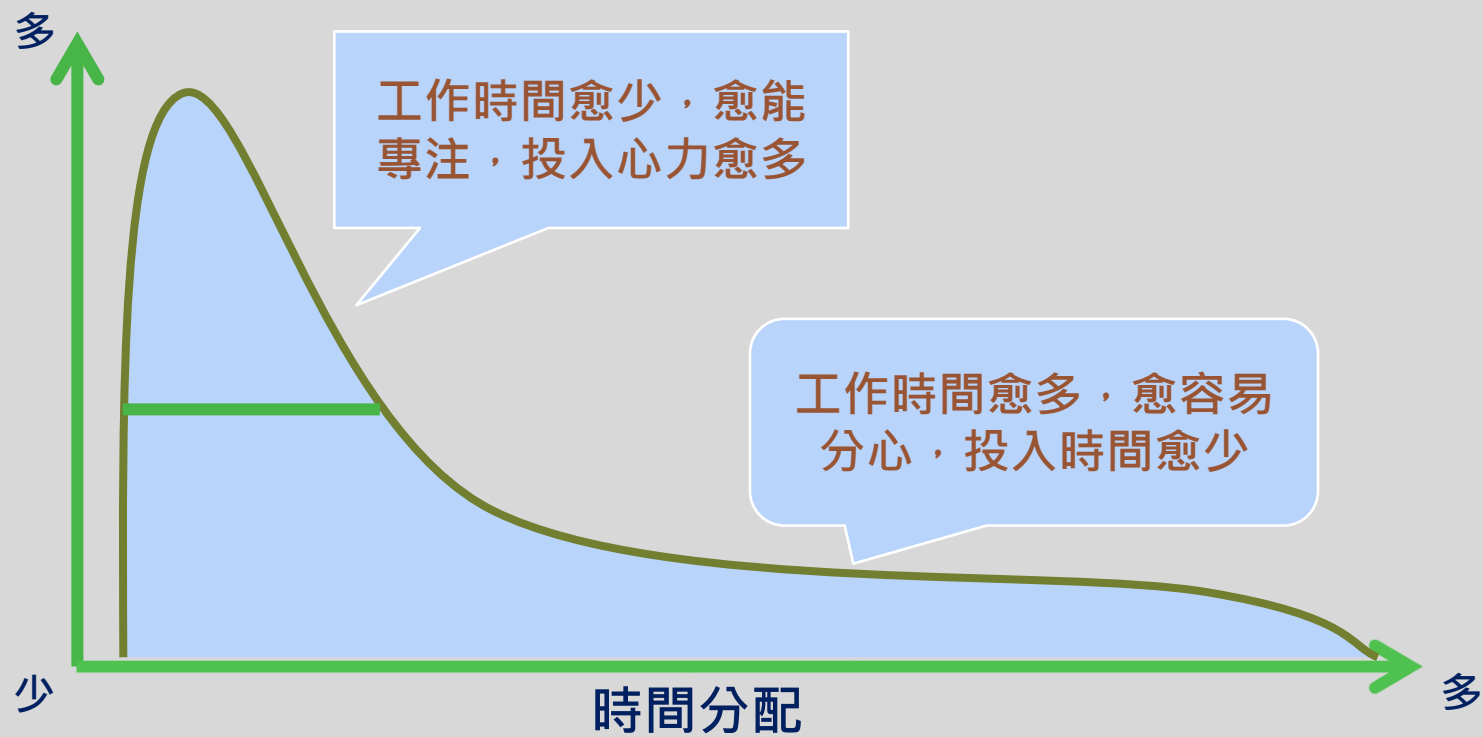 多
工作時間愈少，愈能
專注，投入心力愈多
工作時間愈多，愈容易
分心，投入時間愈少
少
時間分配
多